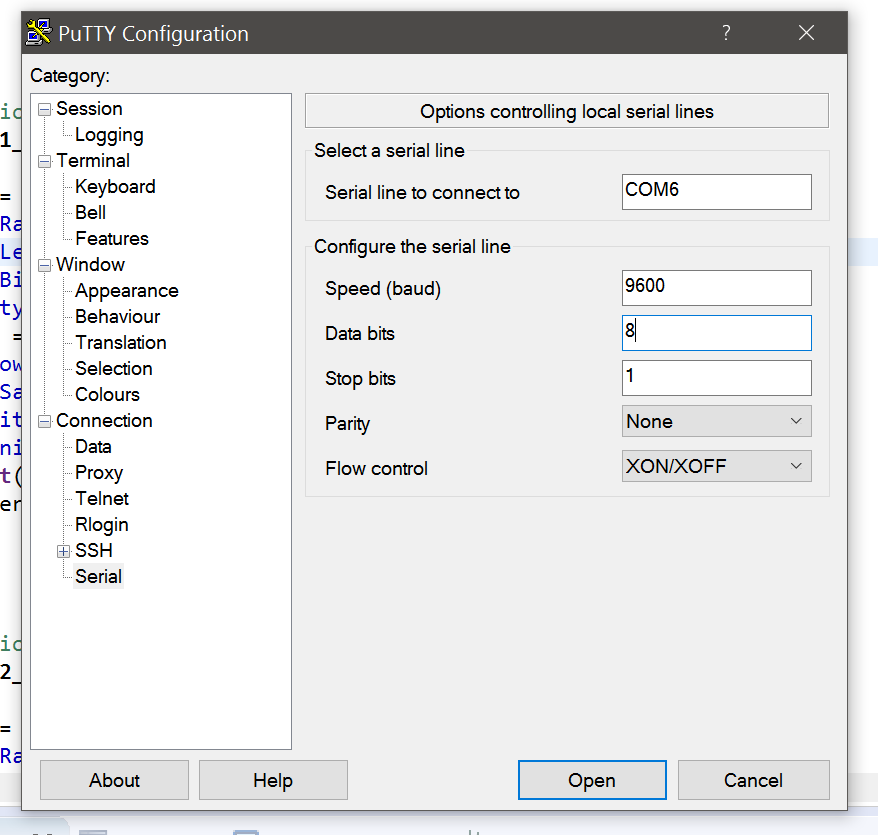 PuTTY Configuration
?
Category:
Session
Logging
Terminal
Keyboard
Bell
Features
Window
Appearance
Behaviour
Translation
Selection
Colours
Connection
Data
Proxy
Telnet
Rlogin
SSH
Serial
Options controlling local serial lines
Select a serial line
Serial line to connect to COM6
Configure the serial line
Speed (baud) 9600
Data bits 8
Stop bits 1
Parity None
Flow control XON/XOFF
About Help Open Cancel